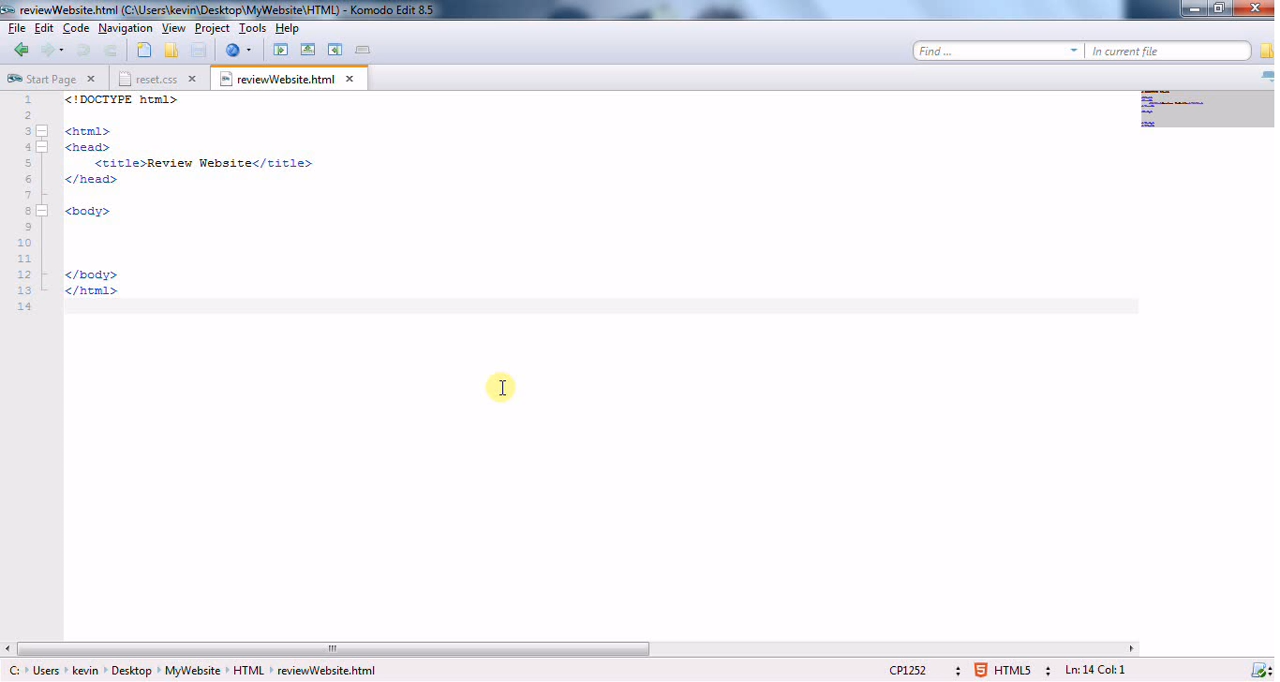 reviewWebsite.html (C:\Users\kevin\Desktop\MyWebsite\HTML) - Komodo Edit 8.5
File Edit Code Navigation View Project Tools Help
Find ... In current file
Start Page reset.css reviewWebsite.html
1 <!DOCTYPE html>
2
3 <html>
4 <head>
5 <title>Review Website</title>
6 </head>
7
8 <body>
9
10
11
12 </body>
13 </html>
14
C: Users kevin Desktop MyWebsite HTML reviewWebsite.html CP1252 HTML5 Ln: 14 Col: 1